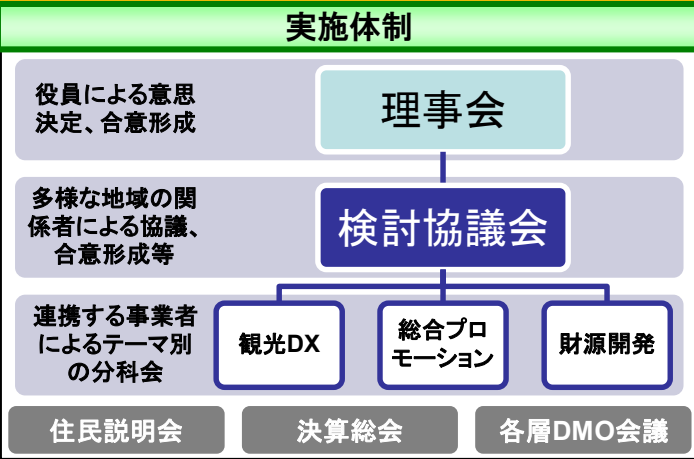 実施体制
役員による意思
決定、合意形成
理事会
多様な地域の関
係者による協議、
合意形成等
検討協議会
連携する事業者
によるテーマ別
の分科会
観光DX
総合プロ
モーション
財源開発
住民説明会
決算総会
各層DMO会議